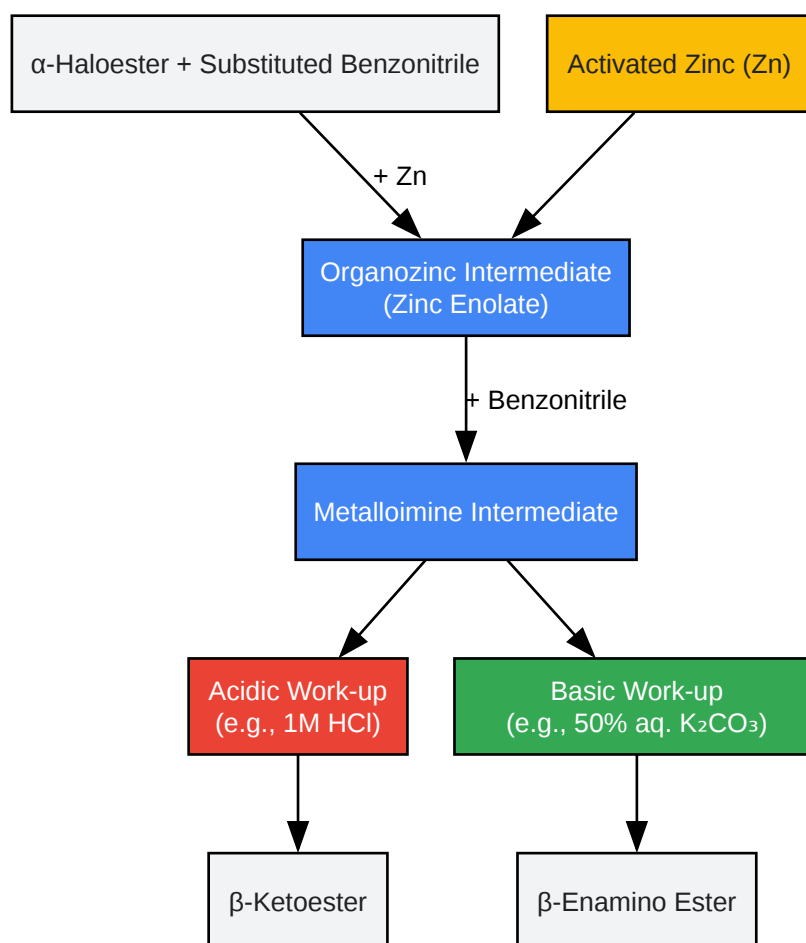 α-Haloester + Substituted Benzonitrile
Activated Zinc (Zn)
+ Zn
Organozinc Intermediate
(Zinc Enolate)
+ Benzonitrile
Metalloimine Intermediate
Acidic Work-up
(e.g., 1M HCl)
Basic Work-up
(e.g., 50% aq. K₂CO₃)
β-Ketoester
β-Enamino Ester